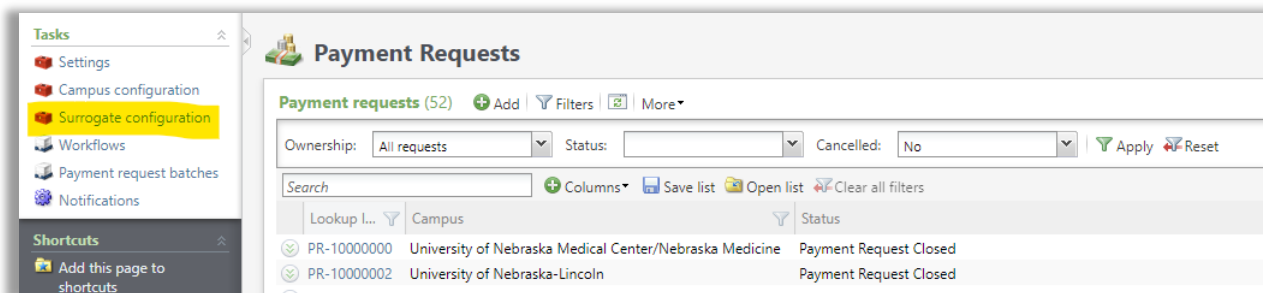 Tasks
Settings
Campus configuration
Surrogate configuration
Workflows
Payment request batches
Notifications
Shortcuts
Add this page to
shortcuts
Payment Requests
Payment requests (52) Add Filters More
Ownership: All requests Status: Cancelled: No Apply Reset
Search Columns Save list Open list Clear all filters
Lookup I... Campus Status
PR-10000000 University of Nebraska Medical Center/Nebraska Medicine Payment Request Closed
PR-10000002 University of Nebraska-Lincoln Payment Request Closed